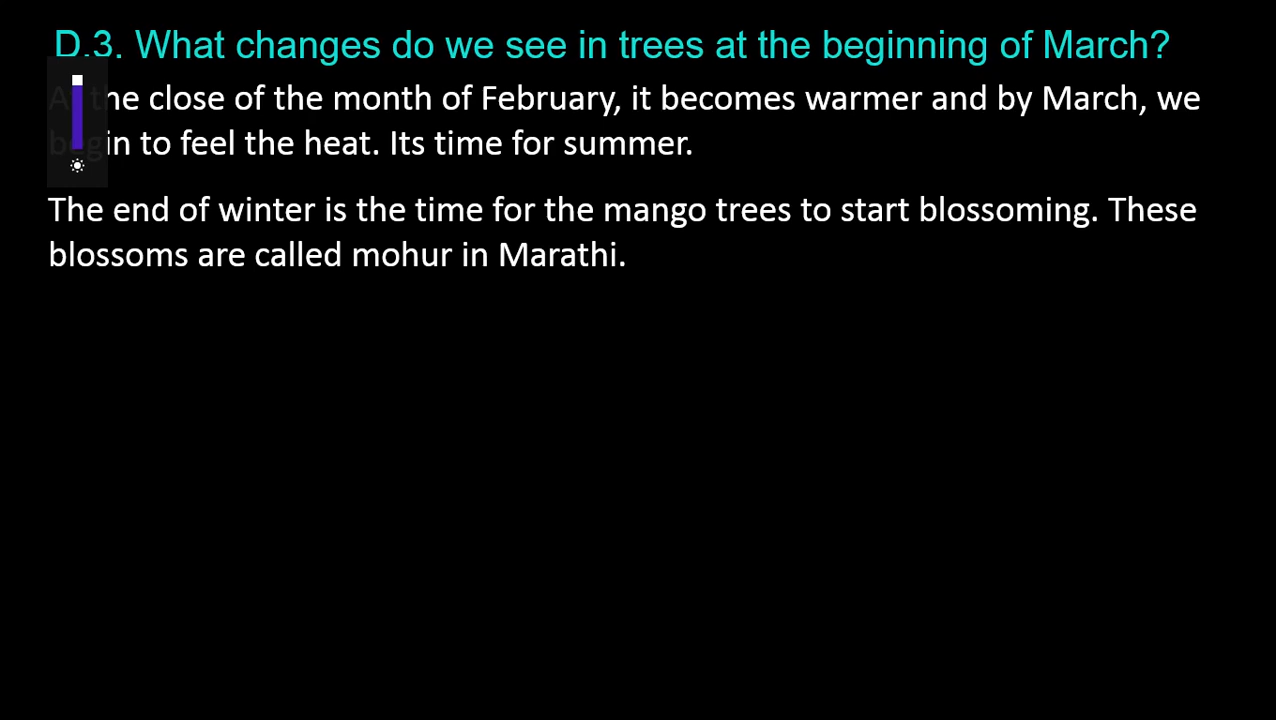 D.3. What changes do we see in trees at the beginning of March?
At the close of the month of February, it becomes warmer and by March, we
begin to feel the heat. Its time for summer.
The end of winter is the time for the mango trees to start blossoming. These
blossoms are called mohur in Marathi.